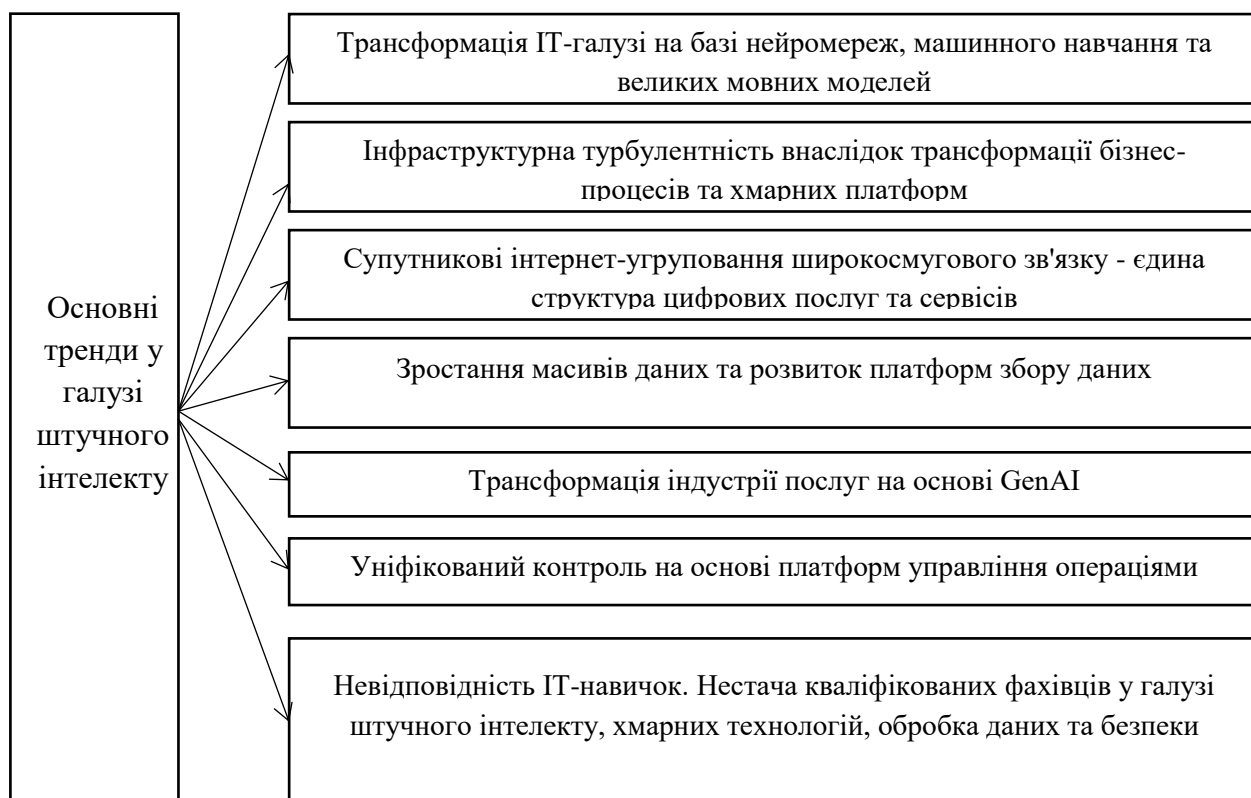 Основні
тренди у
галузі
штучного
інтелекту
Трансформація ІТ-галузі на базі нейромереж, машинного навчання та
великих мовних моделей
Інфраструктурна турбулентність внаслідок трансформації бізнес-
процесів та хмарних платформ
Супутникові інтернет-угруповання широкосмугового зв'язку - єдина
структура цифрових послуг та сервісів
Зростання масивів даних та розвиток платформ збору даних
Трансформація індустрії послуг на основі GenAI
Уніфікований контроль на основі платформ управління операціями
Невідповідність ІТ-навичок. Нестача кваліфікованих фахівців у галузі
штучного інтелекту, хмарних технологій, обробка даних та безпеки